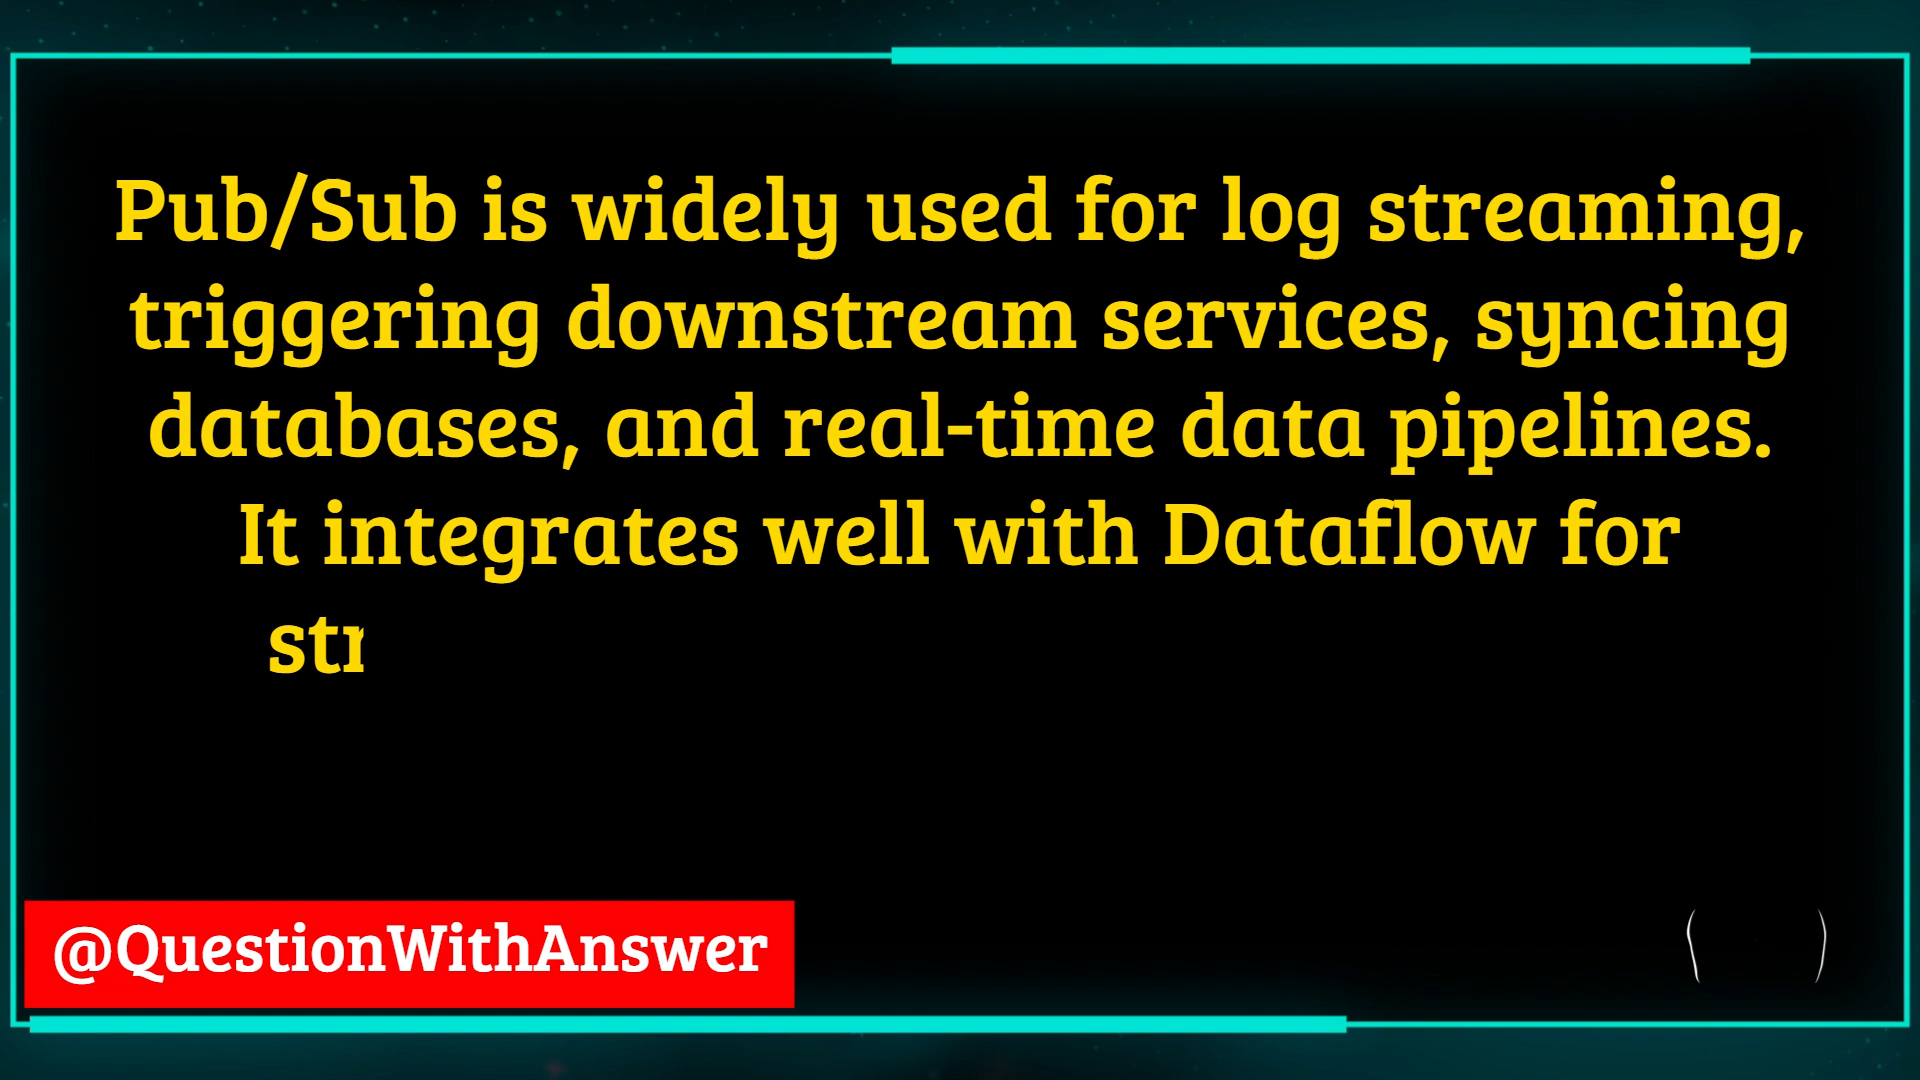 Pub/Sub is widely used for log streaming,
triggering downstream services, syncing
databases, and real-time data pipelines.
It integrates well with Dataflow for
@QuestionWithAnswer